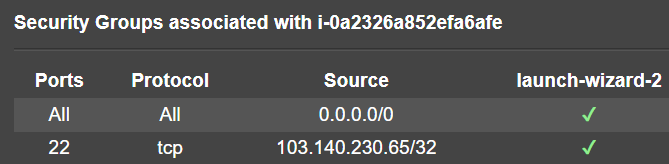 Security Groups associated with i-0a2326a852efa6afe
Ports Protocol Source launch-wizard-2
All All 0.0.0.0/0 ✓
22 tcp 103.140.230.65/32 ✓